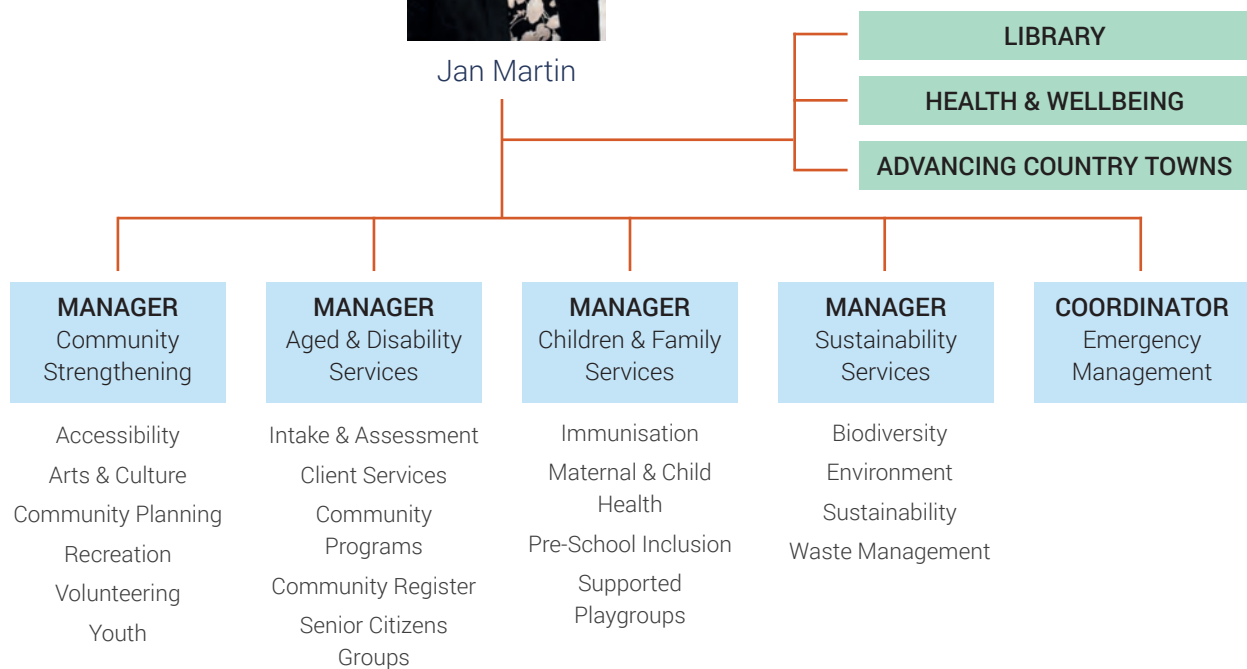 Jan Martin
LIBRARY
HEALTH & WELLBEING
ADVANCING COUNTRY TOWNS
MANAGER
Community
Strengthening
Accessibility
Arts & Culture
Community Planning
Recreation
Volunteering
Youth
MANAGER
Aged & Disability
Services
Intake & Assessment
Client Services
Community
Programs
Community Register
Senior Citizens
Groups
MANAGER
Children & Family
Services
Immunisation
Maternal & Child
Health
Pre-School Inclusion
Supported
Playgroups
MANAGER
Sustainability
Services
Biodiversity
Environment
Sustainability
Waste Management
COORDINATOR
Emergency
Management